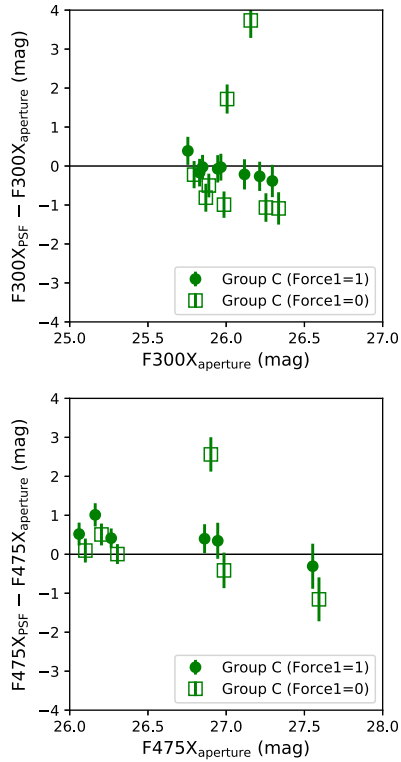 4
3
2
1
0
−1
−2
−3
−4
F300X_PSF − F300X_aperture (mag)
Group C (Force1=1)
Group C (Force1=0)
25.0 25.5 26.0 26.5 27.0
F300X_aperture (mag)
4
3
2
1
0
−1
−2
−3
−4
F475X_PSF − F475X_aperture (mag)
Group C (Force1=1)
Group C (Force1=0)
26.0 26.5 27.0 27.5 28.0
F475X_aperture (mag)